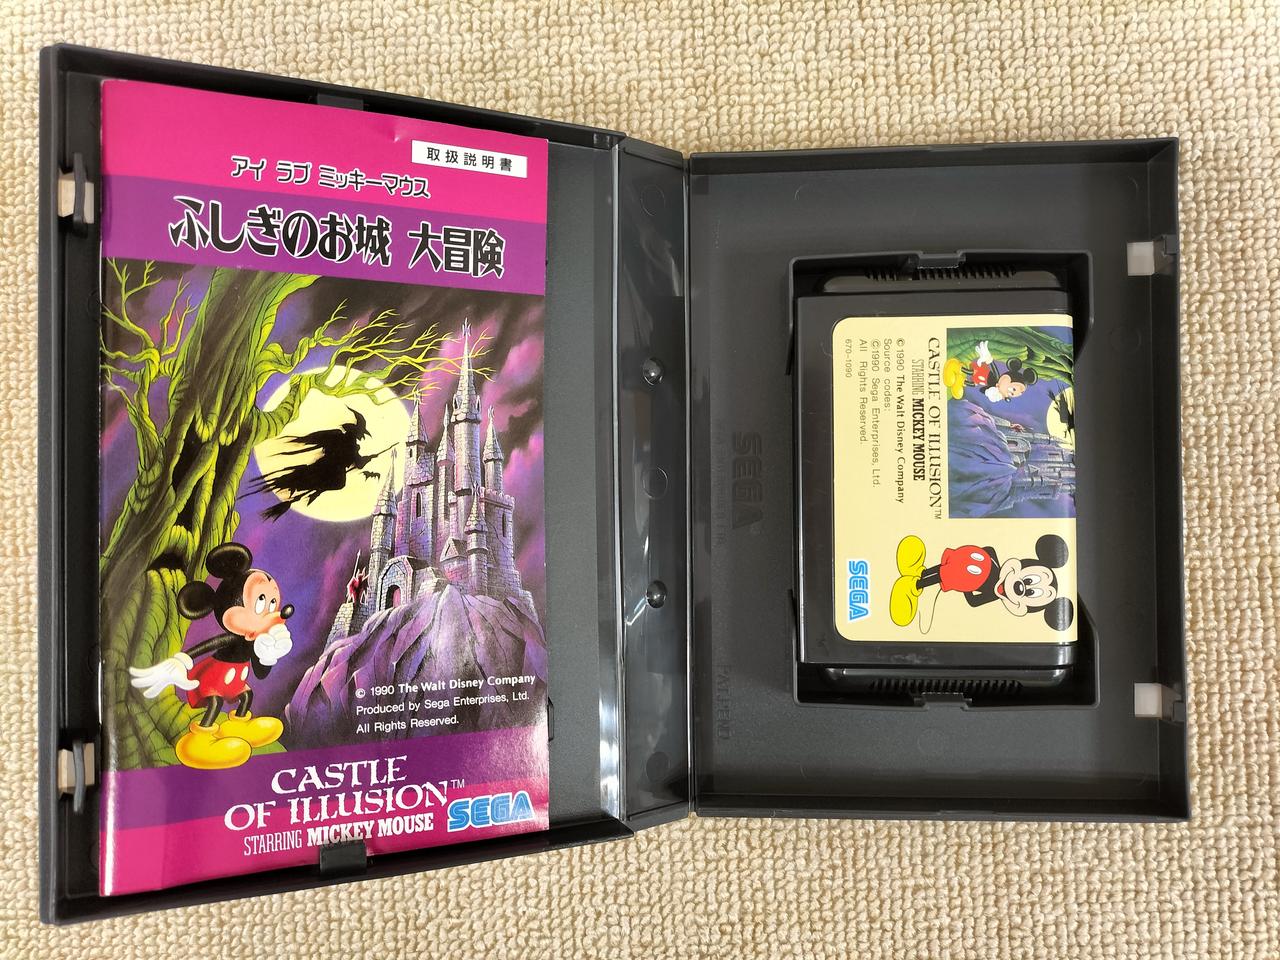 取扱説明書
アイ ラブ ミッキーマウス
ふしぎのお城 大冒険
© 1990 The Walt Disney Company
Produced by Sega Enterprises, Ltd.
All Rights Reserved.
CASTLE
OF ILLUSION™
STARRING MICKEY MOUSE
SEGA
SEGA
CASTLE OF ILLUSION™
STARRING MICKEY MOUSE
© 1990 The Walt Disney Company
Source codes:
©1990 Sega Enterprises, Ltd.
All Rights Reserved.
670-1090
SEGA